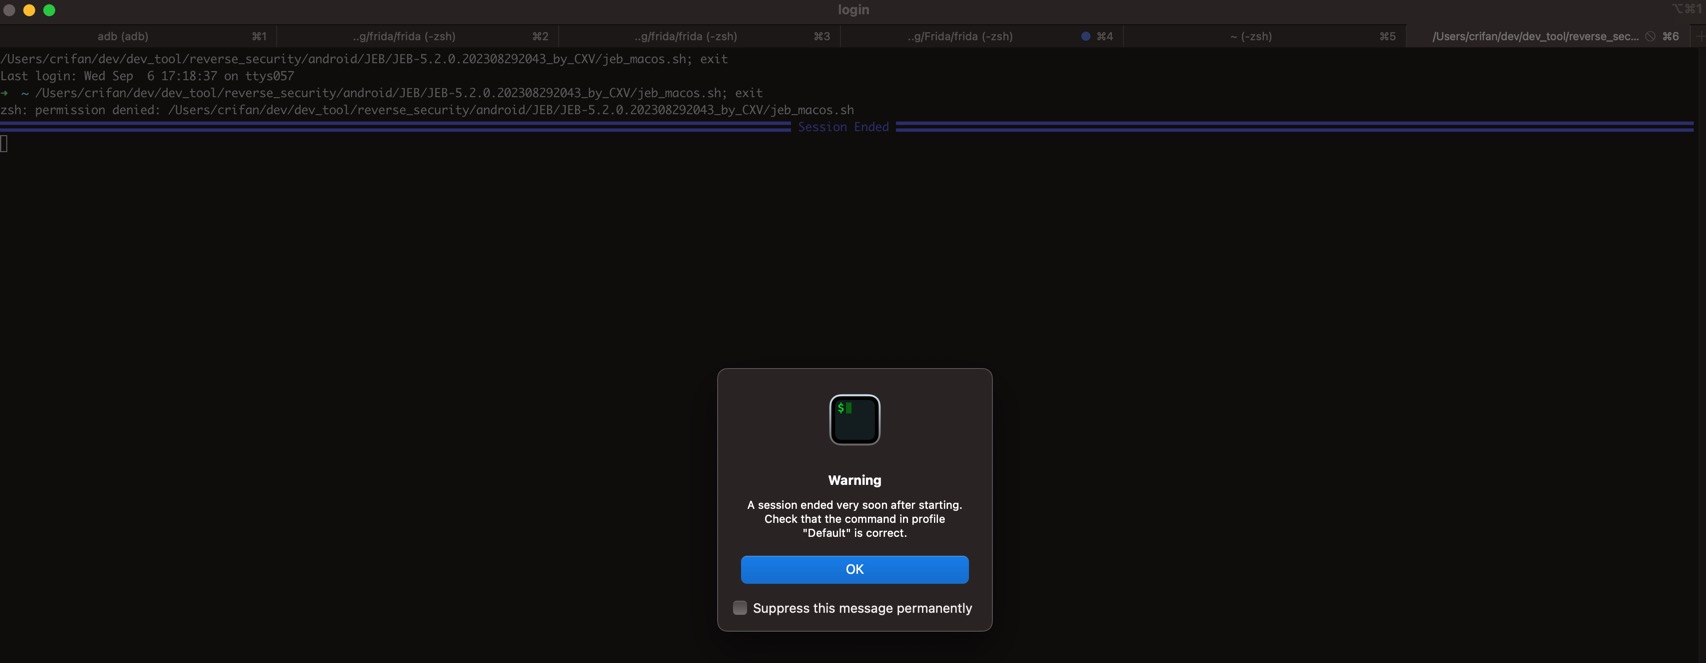 login
⌥⌘1
adb (adb) ⌘1
..g/frida/frida (-zsh) ⌘2
..g/frida/frida (-zsh) ⌘3
..g/Frida/frida (-zsh) ⌘4
~ (-zsh) ⌘5
/Users/crifan/dev/dev_tool/reverse_sec... ⌘6
/Users/crifan/dev/dev_tool/reverse_security/android/JEB/JEB-5.2.0.202308292043_by_CXV/jeb_macos.sh; exit
Last login: Wed Sep  6 17:18:37 on ttys057
→  ~ /Users/crifan/dev/dev_tool/reverse_security/android/JEB/JEB-5.2.0.202308292043_by_CXV/jeb_macos.sh; exit
zsh: permission denied: /Users/crifan/dev/dev_tool/reverse_security/android/JEB/JEB-5.2.0.202308292043_by_CXV/jeb_macos.sh
Session Ended
$
Warning
A session ended very soon after starting.
Check that the command in profile
"Default" is correct.
OK
Suppress this message permanently